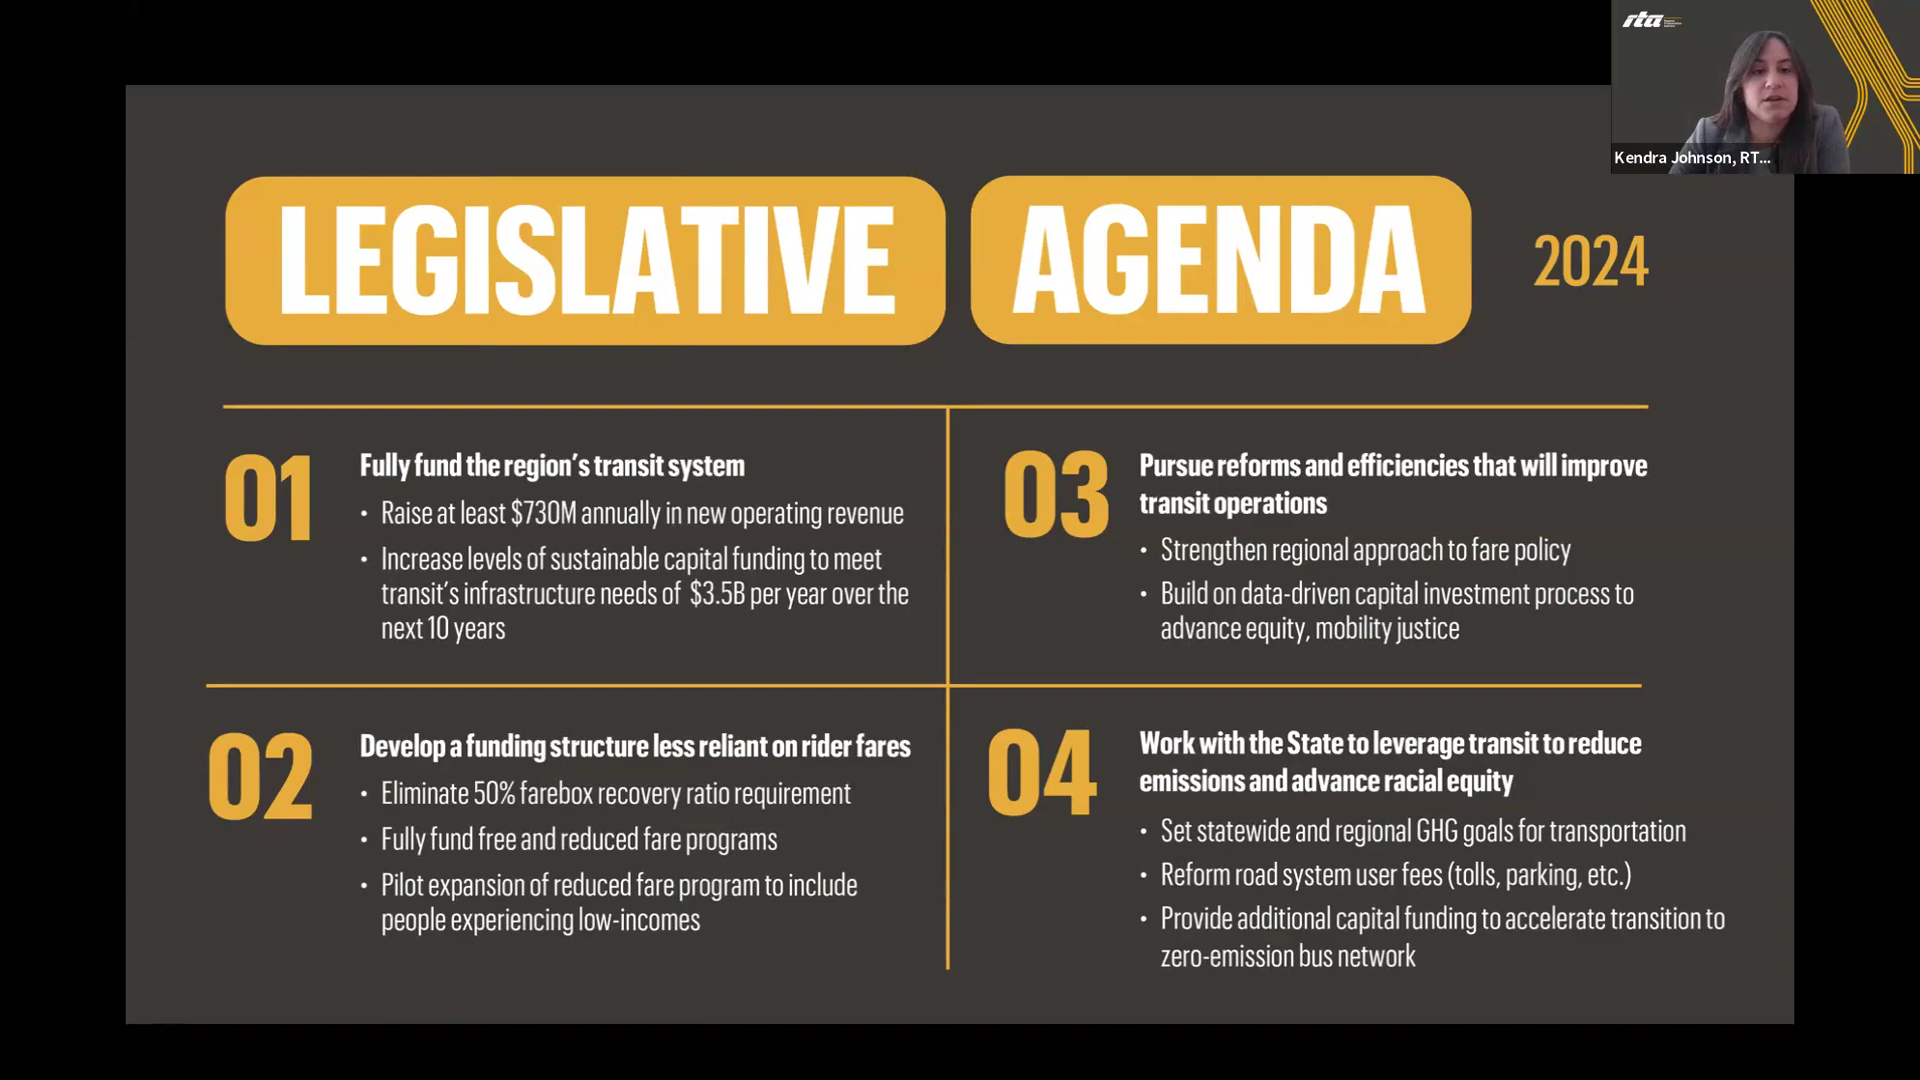 rta
Kendra Johnson, RT...
LEGISLATIVE AGENDA 2024
01
Fully fund the region's transit system
• Raise at least $730M annually in new operating revenue
• Increase levels of sustainable capital funding to meet
transit's infrastructure needs of $3.5B per year over the
next 10 years
02
Develop a funding structure less reliant on rider fares
• Eliminate 50% farebox recovery ratio requirement
• Fully fund free and reduced fare programs
• Pilot expansion of reduced fare program to include
people experiencing low-incomes
03
Pursue reforms and efficiencies that will improve
transit operations
• Strengthen regional approach to fare policy
• Build on data-driven capital investment process to
advance equity, mobility justice
04
Work with the State to leverage transit to reduce
emissions and advance racial equity
• Set statewide and regional GHG goals for transportation
• Reform road system user fees (tolls, parking, etc.)
• Provide additional capital funding to accelerate transition to
zero-emission bus network